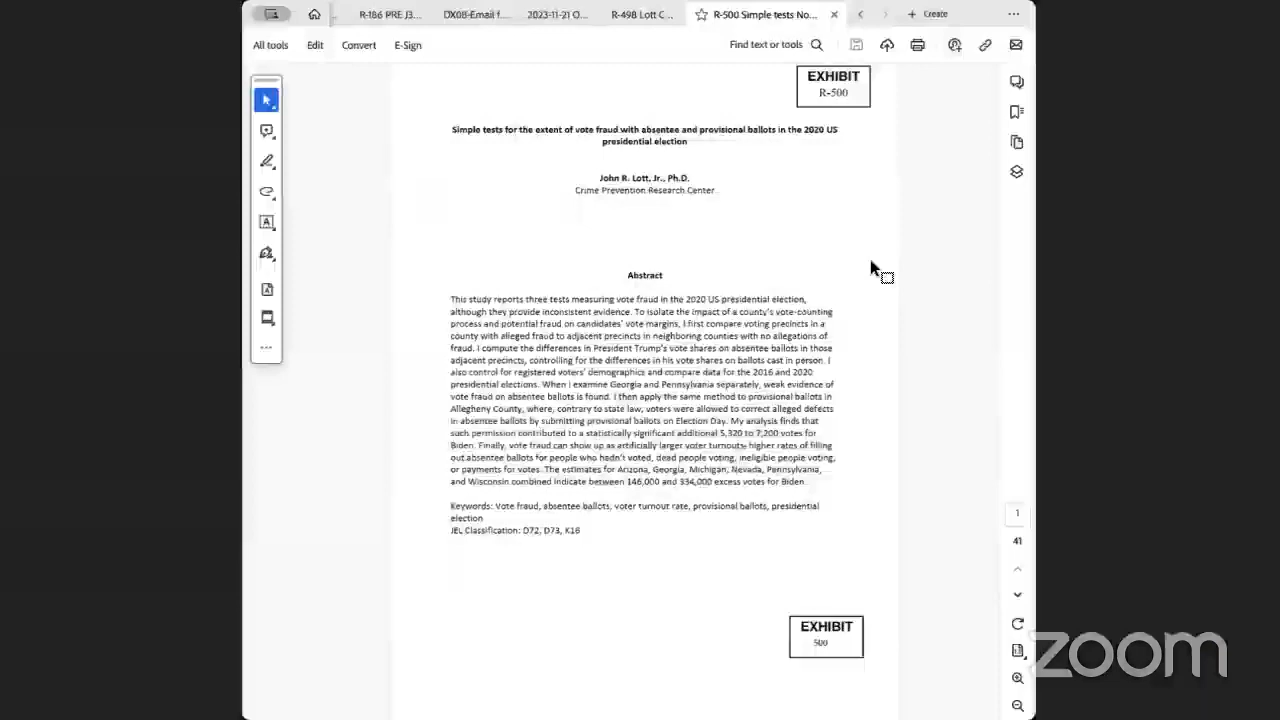 R-186 PRE J3... DX08-Email f... 2023-11-21 O... R-498 Lott C... R-500 Simple tests No... Create
All tools Edit Convert E-Sign Find text or tools
EXHIBIT
R-500
Simple tests for the extent of vote fraud with absentee and provisional ballots in the 2020 US
presidential election
John R. Lott, Jr., Ph.D.
Crime Prevention Research Center
Abstract
This study reports three tests measuring vote fraud in the 2020 US presidential election,
although they provide inconsistent evidence. To isolate the impact of a county's vote-counting
process and potential fraud on candidates' vote margins, I first compare voting precincts in a
county with alleged fraud to adjacent precincts in neighboring counties with no allegations of
fraud. I compute the differences in President Trump's vote shares on absentee ballots in those
adjacent precincts, controlling for the differences in his vote shares on ballots cast in person. I
also control for registered voters' demographics and compare data for the 2016 and 2020
presidential elections. When I examine Georgia and Pennsylvania separately, weak evidence of
vote fraud on absentee ballots is found. I then apply the same method to provisional ballots in
Allegheny County, where, contrary to state law, voters were allowed to correct alleged defects
in absentee ballots by submitting provisional ballots on Election Day. My analysis finds that
such permission contributed to a statistically significant additional 5,320 to 7,200 votes for
Biden. Finally, vote fraud can show up as artificially larger voter turnouts: higher rates of filling
out absentee ballots for people who hadn't voted, dead people voting, ineligible people voting,
or payments for votes. The estimates for Arizona, Georgia, Michigan, Nevada, Pennsylvania,
and Wisconsin combined indicate between 146,000 and 334,000 excess votes for Biden.
Keywords: Vote fraud, absentee ballots, voter turnout rate, provisional ballots, presidential
election
JEL Classification: D72, D73, K16
1
41
EXHIBIT
500
zoom